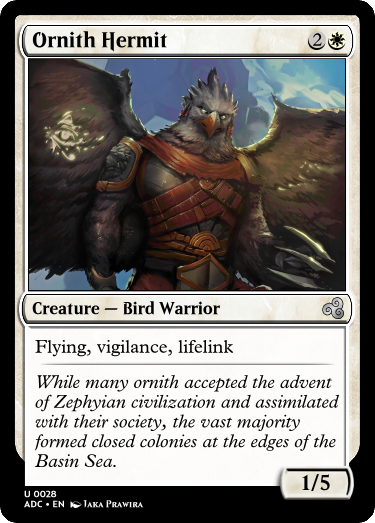 Ornith Hermit 2
Creature — Bird Warrior
Flying, vigilance, lifelink
While many ornith accepted the advent
of Zephyian civilization and assimilated
with their society, the vast majority
formed closed colonies at the edges of the
Basin Sea.
1/5
U 0028
ADC • EN Jaka Prawira